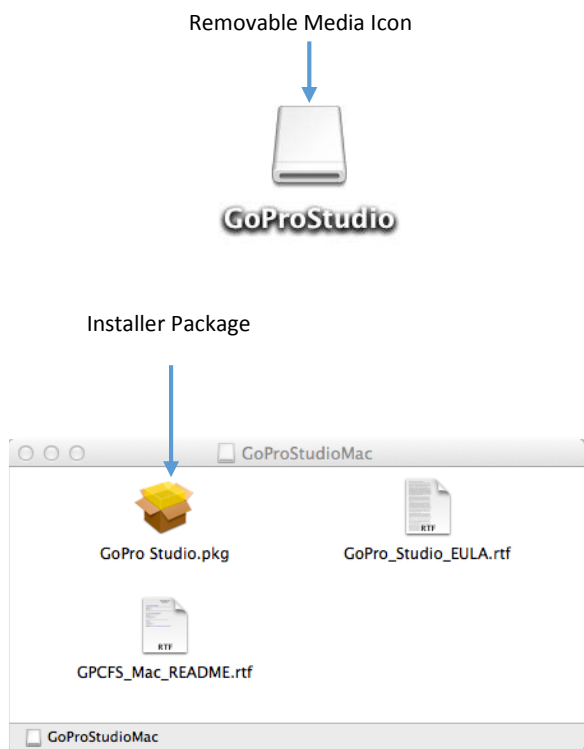 Removable Media Icon
GoProStudio
Installer Package
GoProStudioMac
GoPro Studio.pkg
GoPro_Studio_EULA.rtf
RTF
RTF
GPCFS_Mac_README.rtf
GoProStudioMac